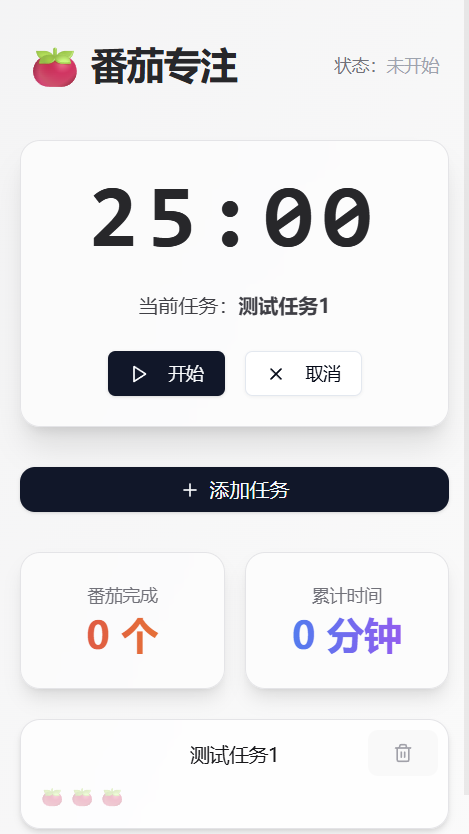 番茄专注
状态：未开始
25:00
当前任务：测试任务1
开始
取消
添加任务
番茄完成
累计时间
0 个
0 分钟
测试任务1